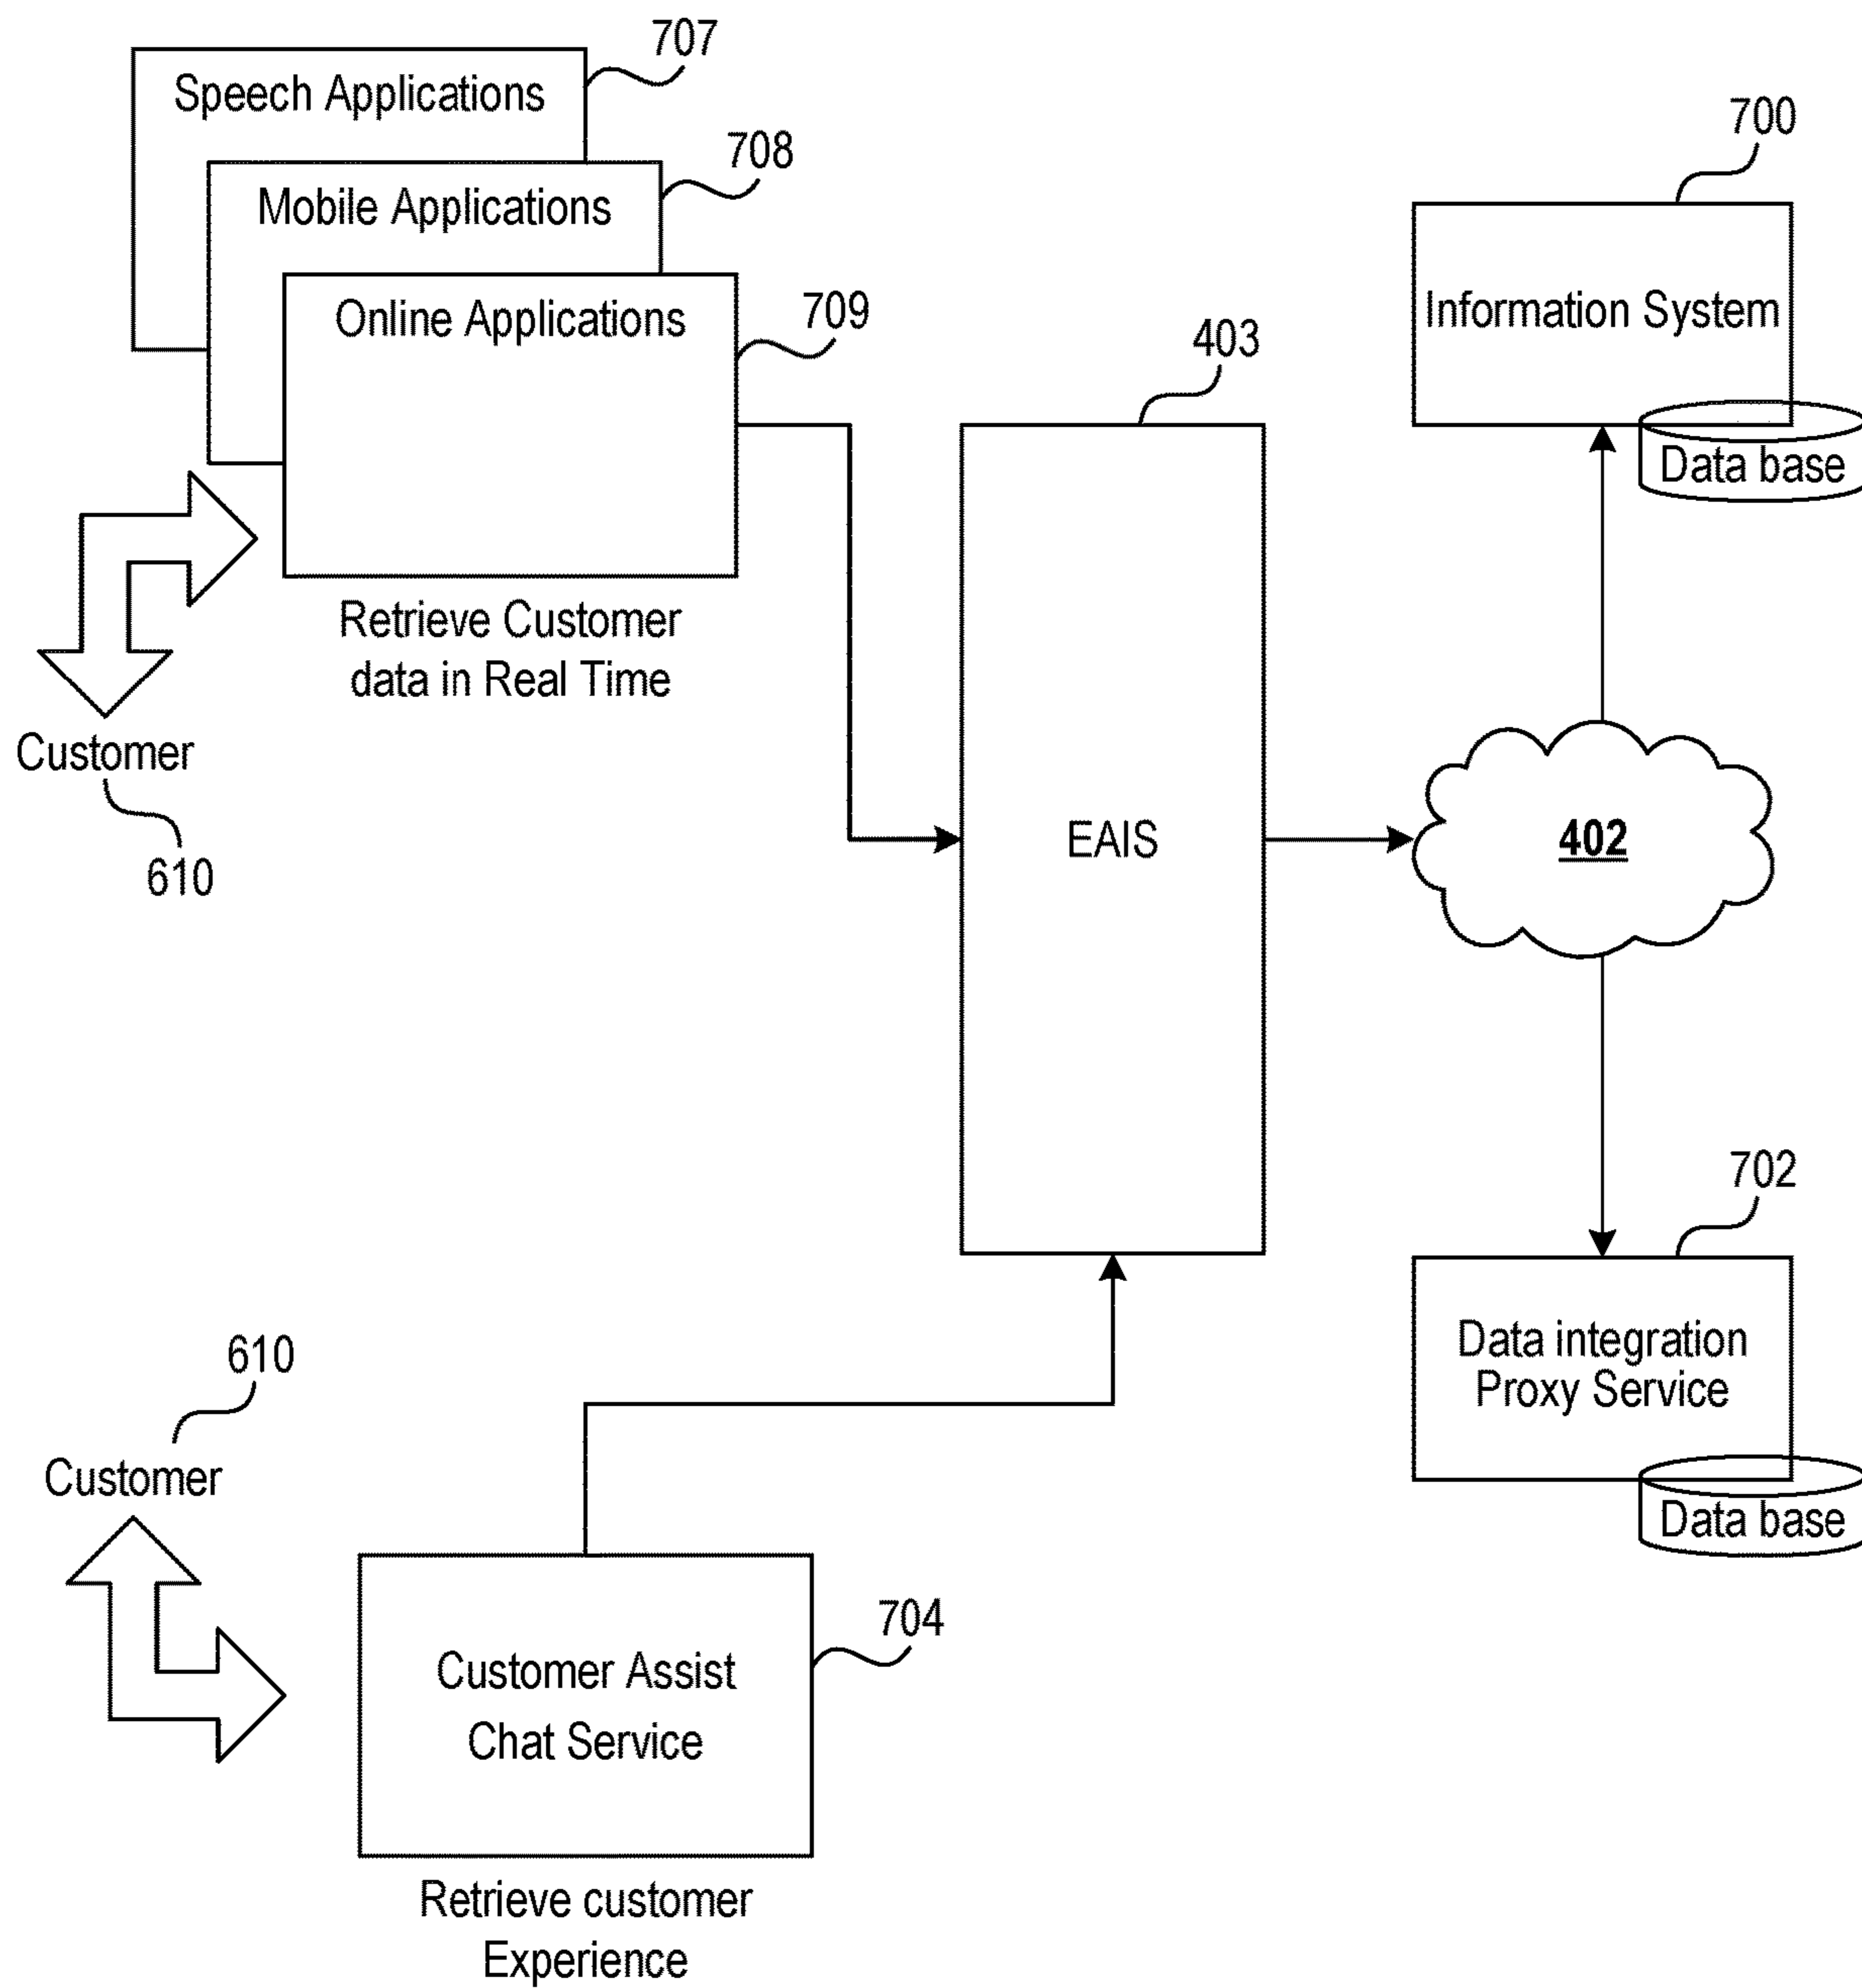 707
Speech Applications
708
Mobile Applications
709
Online Applications
Retrieve Customer
data in Real Time
Customer
610
403
EAIS
700
Information System
Data base
402
702
Data integration
Proxy Service
Data base
610
Customer
704
Customer Assist
Chat Service
Retrieve customer
Experience